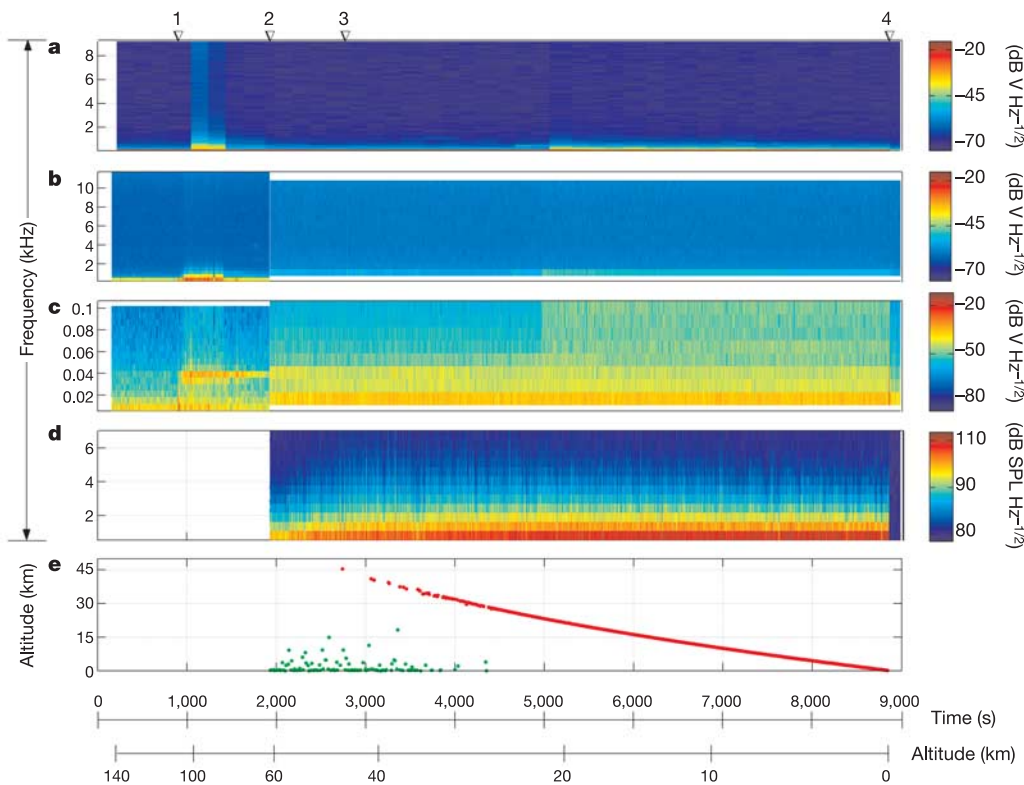 1 2 3 4
a
8
6
4
2
–20
–45
–70
(dB V Hz–1/2)
b
10
8
6
4
2
–20
–45
–70
(dB V Hz–1/2)
c
0.1
0.08
0.06
0.04
0.02
–20
–50
–80
(dB V Hz–1/2)
d
6
4
2
110
90
80
(dB SPL Hz–1/2)
Frequency (kHz)
e
45
30
15
0
Altitude (km)
0 1,000 2,000 3,000 4,000 5,000 6,000 7,000 8,000 9,000
Time (s)
140 100 60 40 20 10 0
Altitude (km)